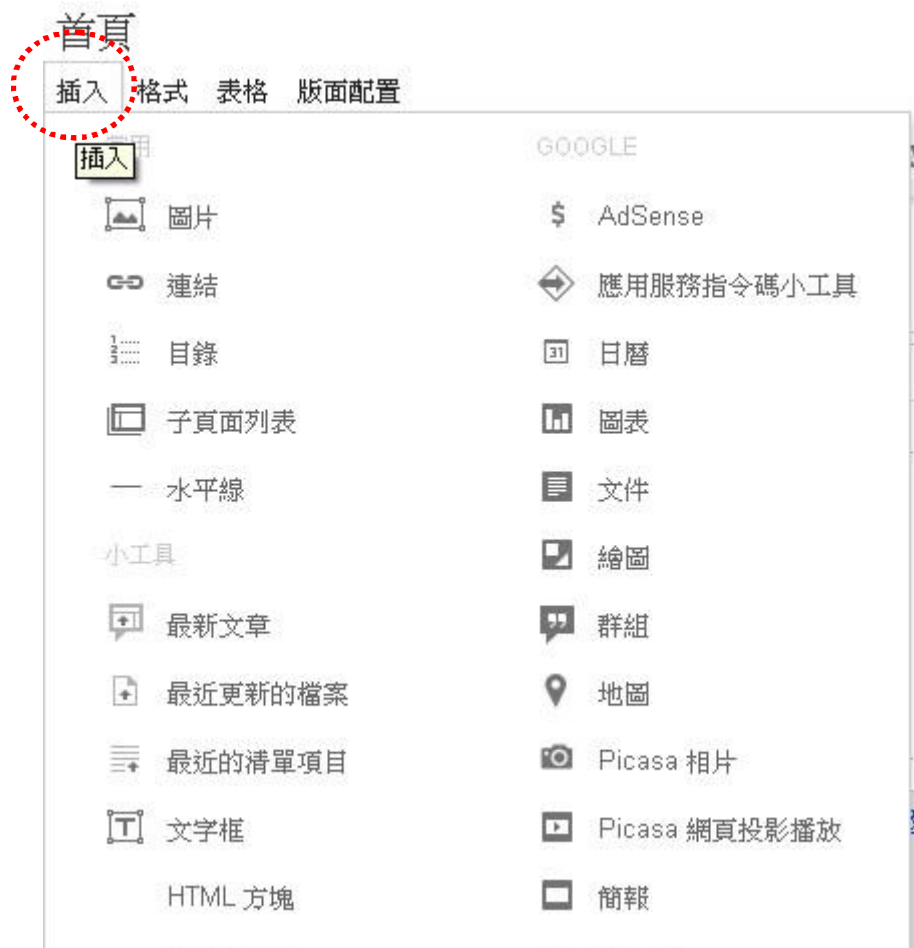 首頁
插入 格式 表格 版面配置
插入
圖片
連結
目錄
子頁面列表
水平線
小工具
最新文章
最近更新的檔案
最近的清單項目
文字框
HTML 方塊
GOOGLE
AdSense
應用服務指令碼小工具
日曆
圖表
文件
繪圖
群組
地圖
Picasa 相片
Picasa 網頁投影播放
簡報